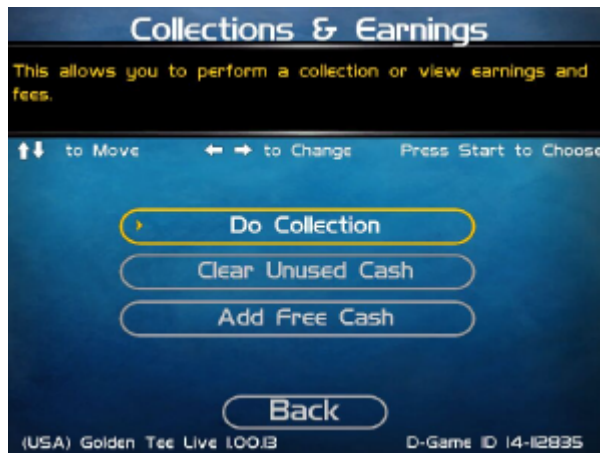 Collections & Earnings
This allows you to perform a collection or view earnings and
fees.
to Move to Change Press Start to Choose
Do Collection
Clear Unused Cash
Add Free Cash
Back
(USA) Golden Tee Live 1.00.13 D-Game ID 14-112835